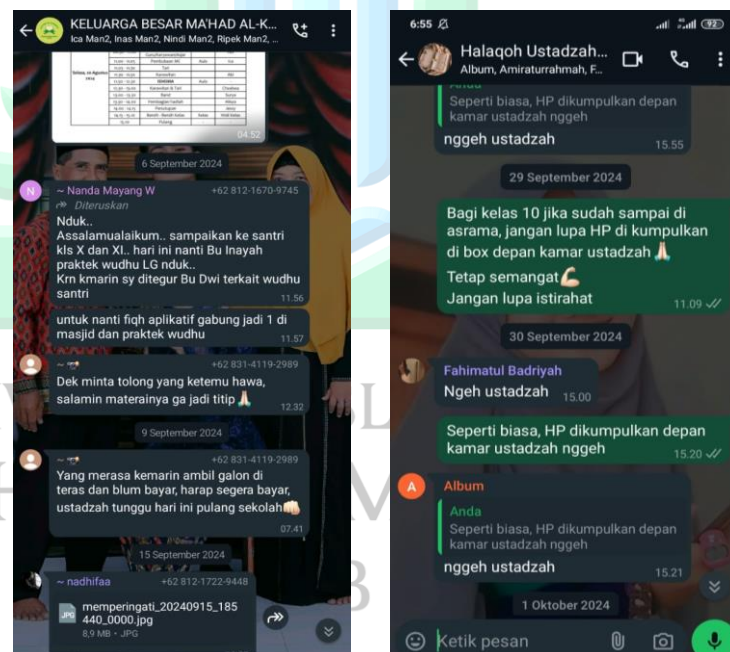 KELUARGA BESAR MA'HAD AL-K...
Ica Man2, Inas Man2, Nindi Man2, Ripek Man2, ...
04.52
6 September 2024
N
~ Nanda Mayang W +62 812-1670-9745
Diteruskan
Nduk..
Assalamualaikum.. sampaikan ke santri
kls X dan XI.. hari ini nanti Bu Inayah
praktek wudhu LG nduk..
Krn kmarin sy ditegur Bu Dwi terkait wudhu
santri
11.56
untuk nanti fiqh aplikatif gabung jadi 1 di
masjid dan praktek wudhu
11.57
~ +62 831-4119-2989
Dek minta tolong yang ketemu hawa,
salamin materainya ga jadi titip🙏
12.32
9 September 2024
~ +62 831-4119-2989
Yang merasa kemarin ambil galon di
teras dan blum bayar, harap segera bayar,
ustadzah tunggu hari ini pulang sekolah👊
07.41
15 September 2024
~ nadhifaa +62 812-1722-9448
JPG
memperingati_20240915_185
440_0000.jpg
8,9 MB • JPG
6:55
92
Halaqoh Ustadzah...
Album, Amiraturrahmah, F...
Anda
Seperti biasa, HP dikumpulkan depan
kamar ustadzah nggeh
nggeh ustadzah
15.55
29 September 2024
Bagi kelas 10 jika sudah sampai di
asrama, jangan lupa HP di kumpulkan
di box depan kamar ustadzah 🙏
Tetap semangat💪
Jangan lupa istirahat
11.09
30 September 2024
Fahimatul Badriyah
Ngeh ustadzah
15.00
Seperti biasa, HP dikumpulkan depan
kamar ustadzah nggeh
15.20
A
Album
Anda
Seperti biasa, HP dikumpulkan depan
kamar ustadzah nggeh
nggeh ustadzah
15.21
1 Oktober 2024
Ketik pesan